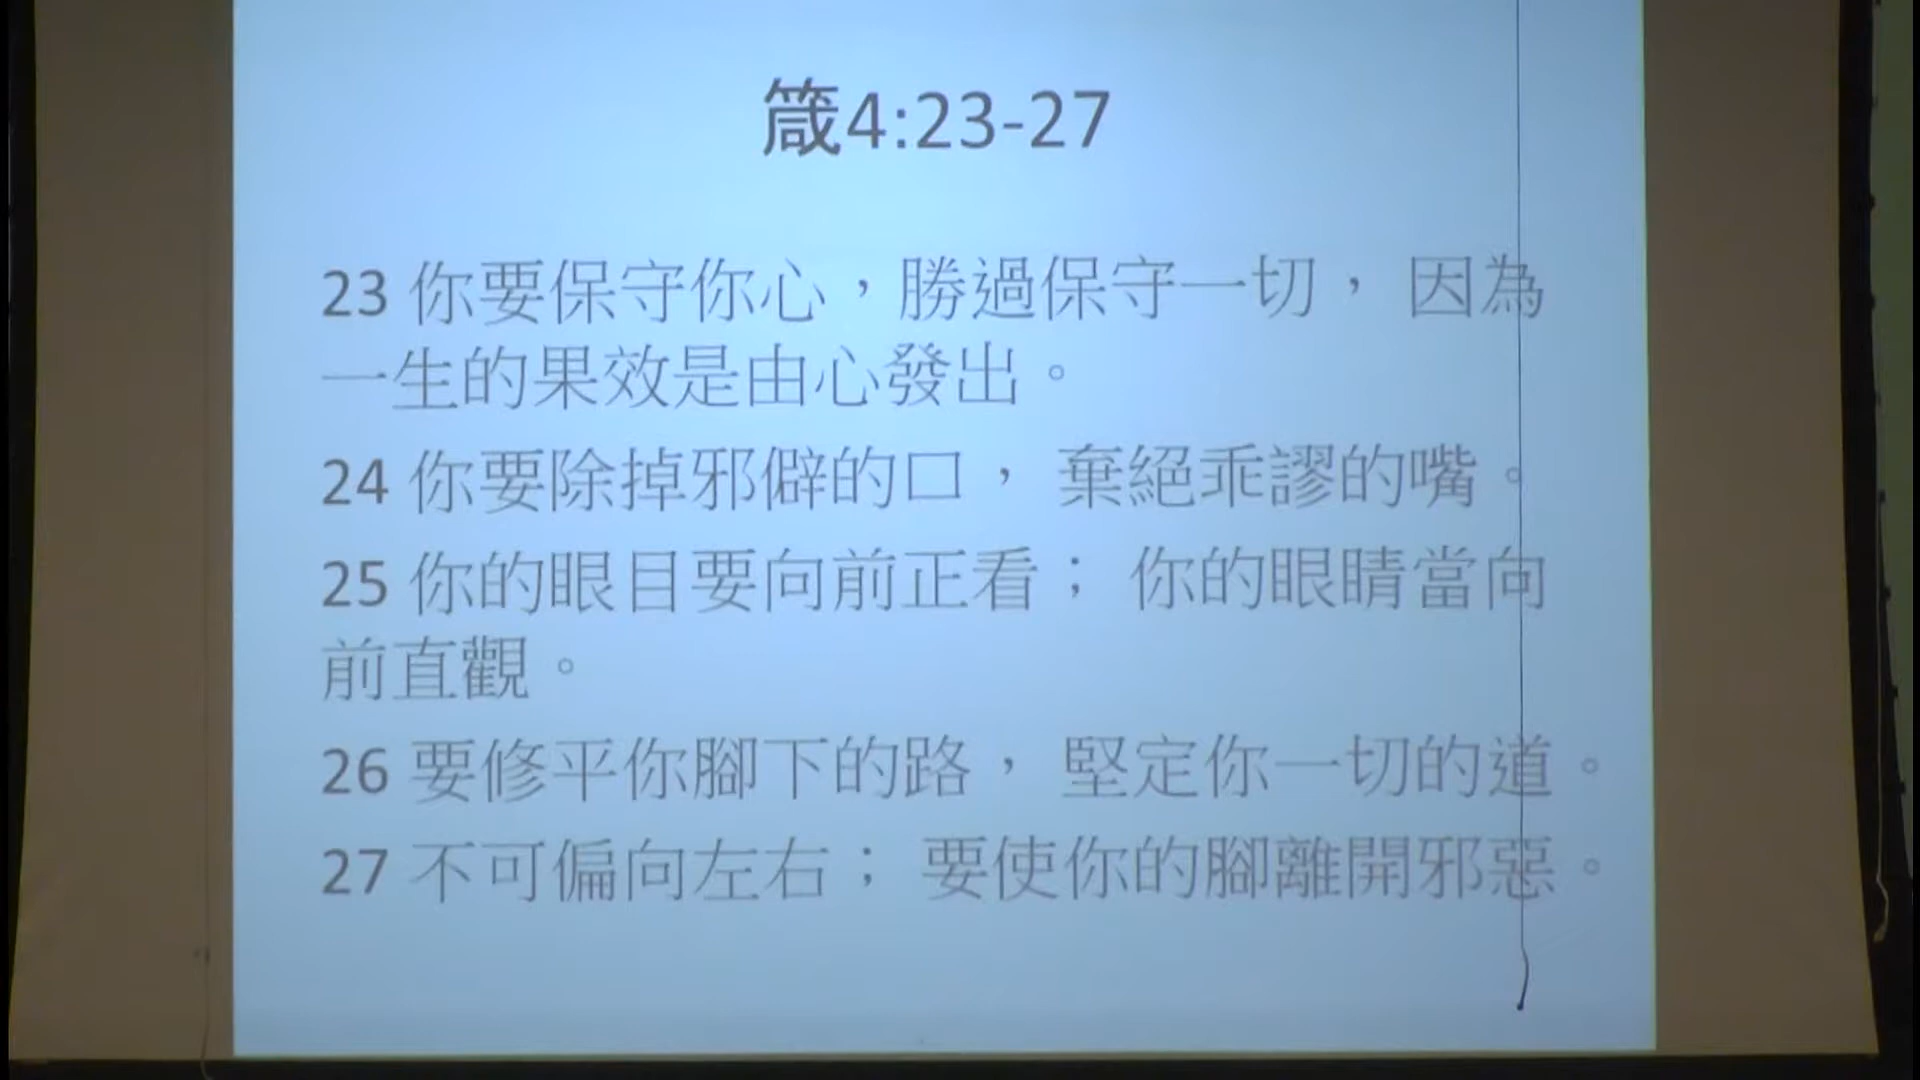 箴4:23-27
23 你要保守你心，勝過保守一切， 因為
一生的果效是由心發出。
24 你要除掉邪僻的口， 棄絕乖謬的嘴。
25 你的眼目要向前正看； 你的眼睛當向
前直觀。
26 要修平你腳下的路， 堅定你一切的道。
27 不可偏向左右； 要使你的腳離開邪惡。